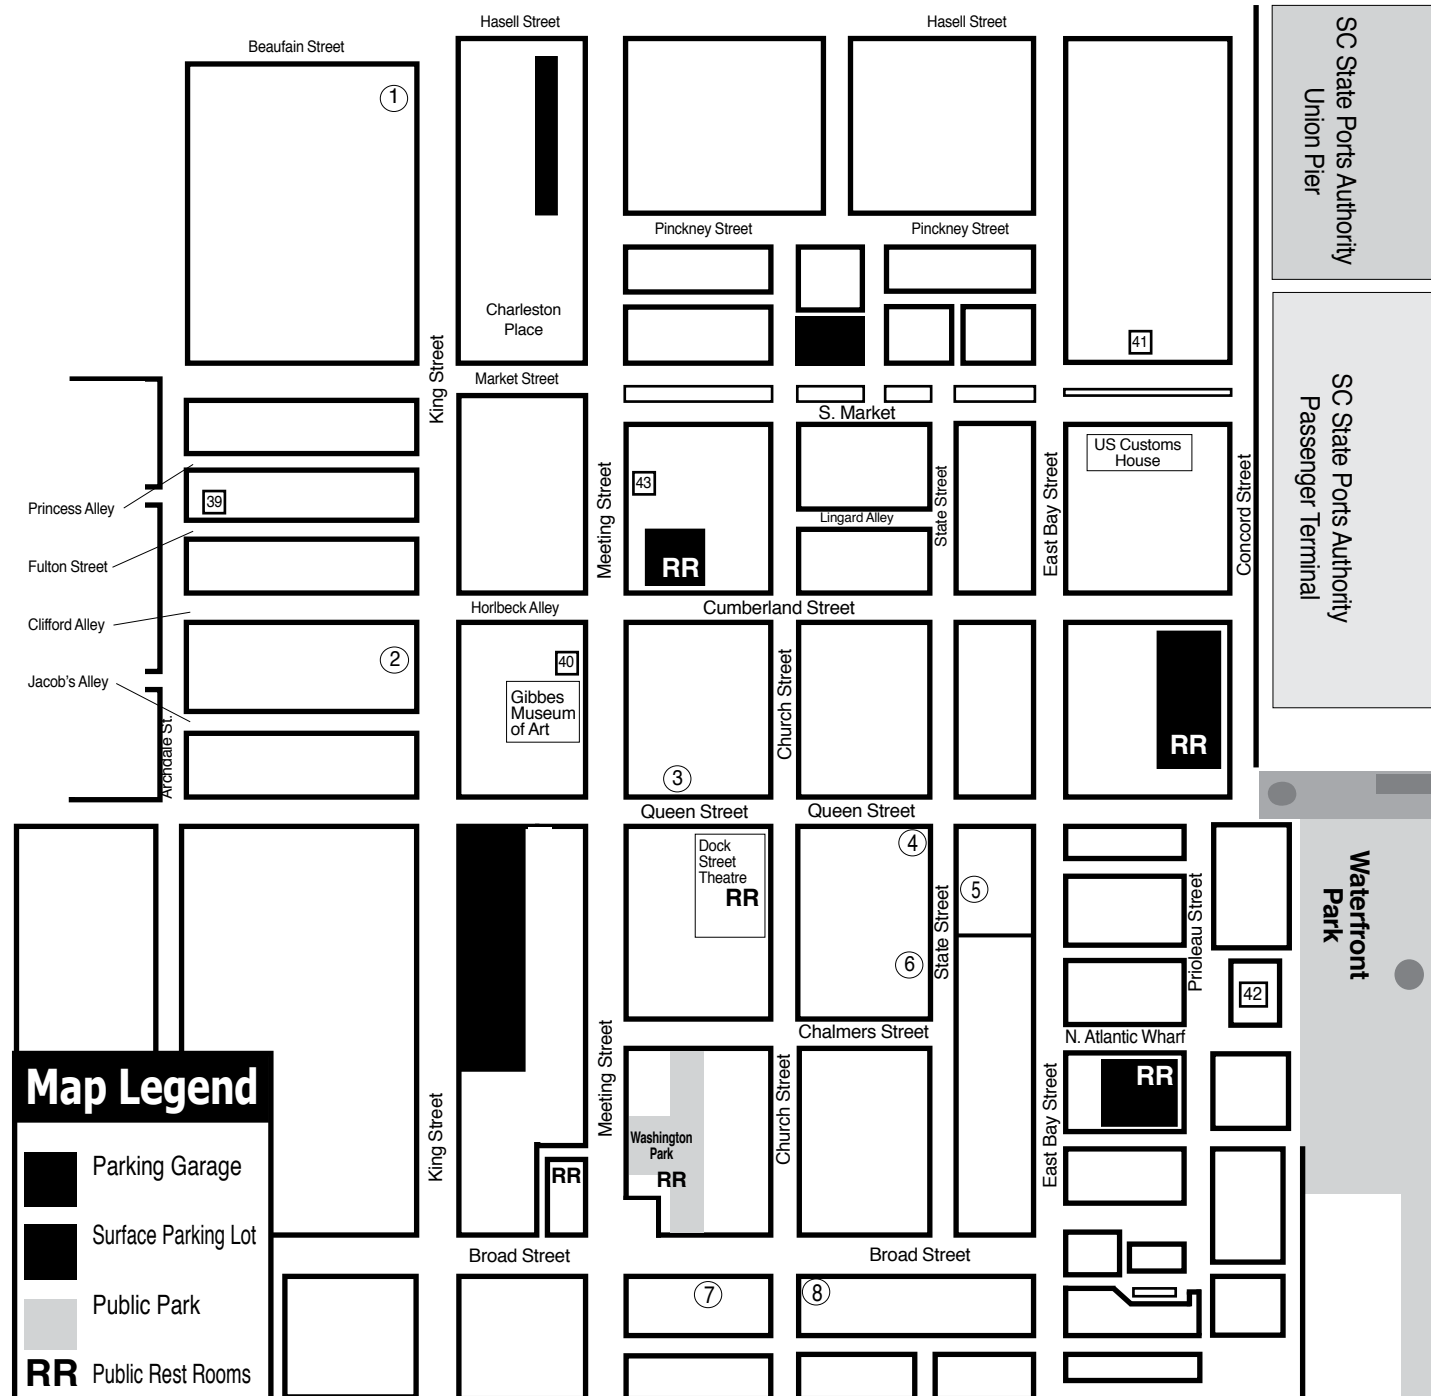 Hasell Street
Hasell Street
Beaufain Street
SC State Ports Authority
Union Pier
1
Pinckney Street
Pinckney Street
Charleston
Place
41
King Street
Market Street
S. Market
SC State Ports Authority
Passenger Terminal
US Customs
House
Princess Alley
39
43
Meeting Street
State Street
East Bay Street
Concord Street
Lingard Alley
Fulton Street
RR
Horlbeck Alley
Cumberland Street
Clifford Alley
2
40
Church Street
Jacob's Alley
Gibbes
Museum
of Art
Archdale St.
RR
3
Queen Street
Queen Street
Dock
Street
Theatre
RR
4
5
State Street
Prioleau Street
Waterfront
Park
6
42
Chalmers Street
N. Atlantic Wharf
Map Legend
King Street
Meeting Street
Church Street
East Bay Street
RR
Washington
Park
RR
RR
Parking Garage
Surface Parking Lot
Broad Street
Broad Street
Public Park
7
8
RR Public Rest Rooms